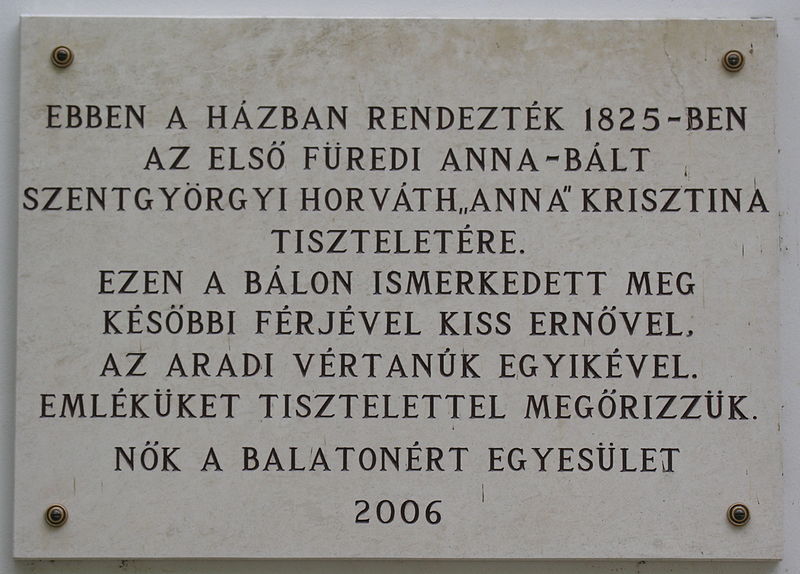 EBBEN A HÁZBAN RENDEZTÉK 1825-BEN
AZ ELSŐ FÜREDI ANNA-BÁLT
SZENTGYÖRGYI HORVÁTH „ANNA” KRISZTINA
TISZTELETÉRE.
EZEN A BÁLON ISMERKEDETT MEG
KÉSŐBBI FÉRJÉVEL KISS ERNŐVEL,
AZ ARADI VÉRTANÚK EGYIKÉVEL.
EMLÉKÜKET TISZTELETTEL MEGŐRIZZÜK.
NŐK A BALATONÉRT EGYESÜLET
2006